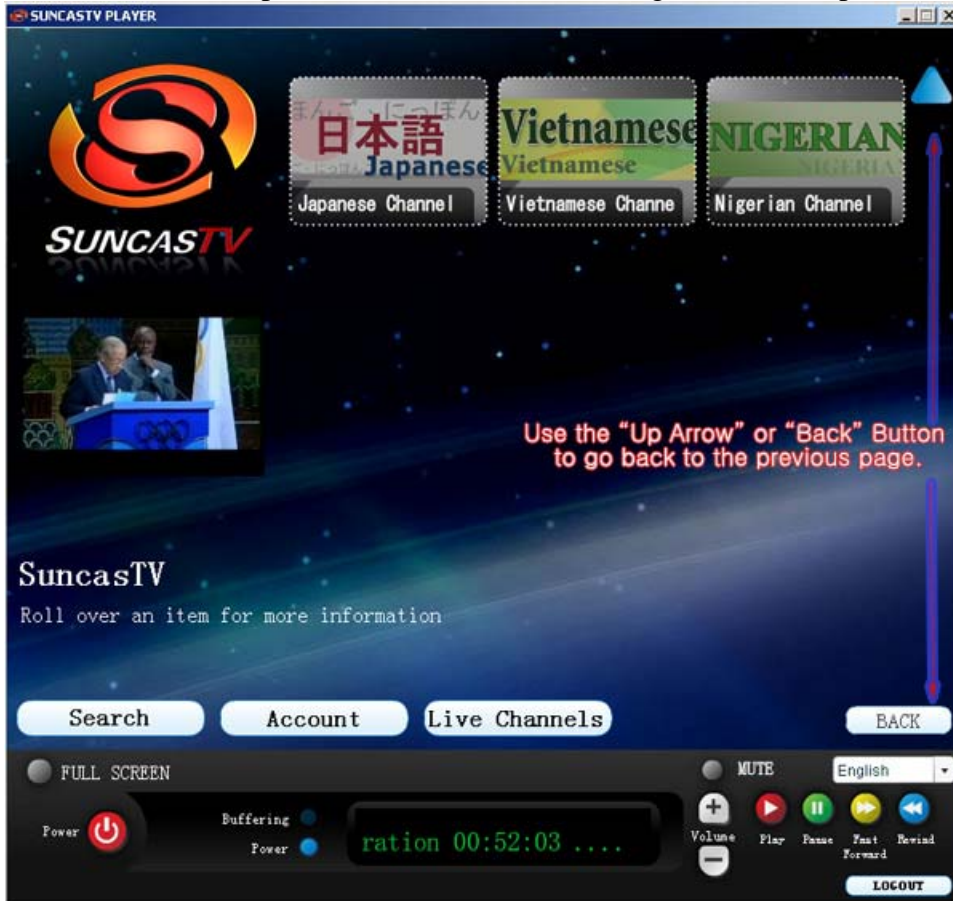 SUNCASTV PLAYER
SUNCASTV
日本語
Japanese
Japanese Channel
Vietnamese
Vietnamese
Vietnamese Channe
NIGERIAN
NIGERIAN
Nigerian Channel
Use the “Up Arrow” or “Back” Button
to go back to the previous page.
SuncasTV
Roll over an item for more information
Search
Account
Live Channels
BACK
FULL SCREEN
MUTE
English
Power
Buffering
Power
ration 00:52:03 ....
Volume
Play
Pause
Fast
Forward
Rewind
LOGOUT